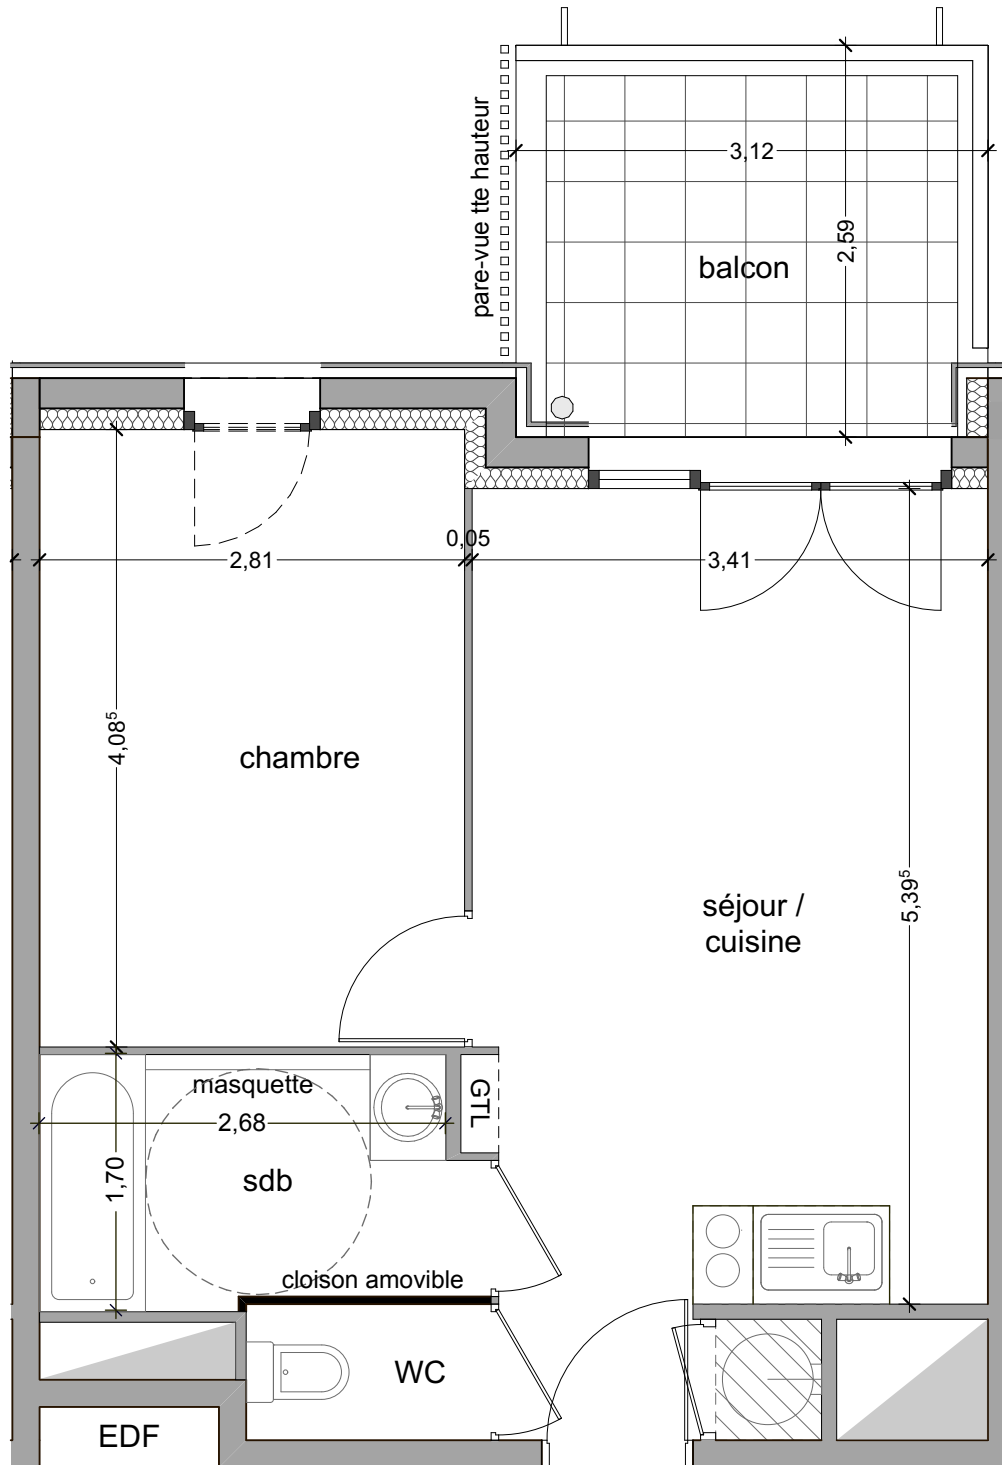 pare-vue tte hauteur
3,12
2,59
balcon
0,05
2,81
3,41
4,08⁵
chambre
5,39⁵
séjour /
cuisine
masquette
GTL
2,68
1,70
sdb
cloison amovible
WC
EDF